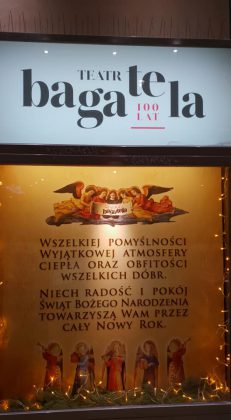 TEATR
bagatela
100
LAT
bagatela
WSZELKIEJ POMYŚLNOŚCI
WYJĄTKOWEJ ATMOSFERY
CIEPŁA ORAZ OBFITOŚCI
WSZELKICH DÓBR.
NIECH RADOŚĆ I POKÓJ
ŚWIĄT BOŻEGO NARODZENIA
TOWARZYSZĄ WAM PRZEZ
CAŁY NOWY ROK.